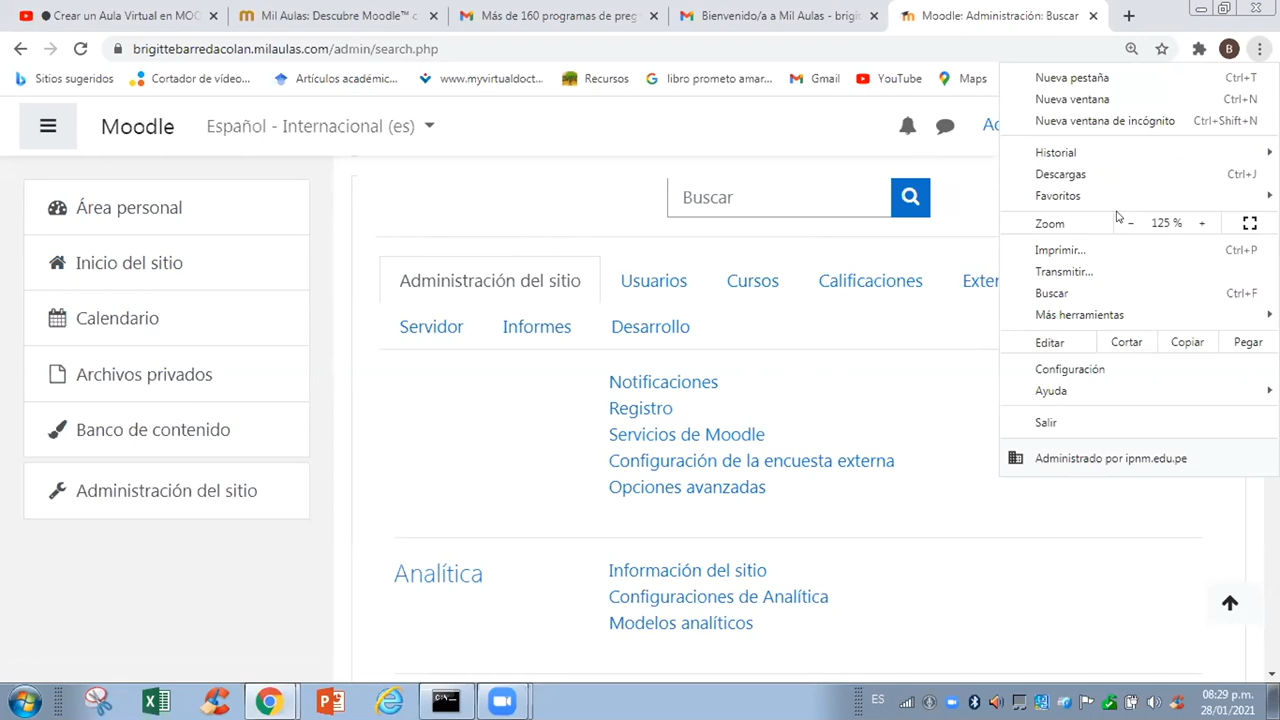 Crear un Aula Virtual en MOO
Mil Aulas: Descubre Moodle™ c
Más de 160 programas de preg
Bienvenido/a a Mil Aulas - brigi
Moodle: Administración: Buscar
brigittebarredacolan.milaulas.com/admin/search.php
B
Sitios sugeridos
Cortador de vídeo...
Artículos académic...
www.myvirtualdoct...
Recursos
libro prometo amar...
Gmail
YouTube
Maps
Moodle
Español - Internacional (es)
Ac
Nueva pestaña Ctrl+T
Nueva ventana Ctrl+N
Nueva ventana de incógnito Ctrl+Shift+N
Historial
Descargas Ctrl+J
Favoritos
Zoom – 125 % +
Imprimir... Ctrl+P
Transmitir...
Buscar Ctrl+F
Más herramientas
Editar Cortar Copiar Pegar
Configuración
Ayuda
Salir
Administrado por ipnm.edu.pe
Área personal
Inicio del sitio
Calendario
Archivos privados
Banco de contenido
Administración del sitio
Buscar
Administración del sitio Usuarios Cursos Calificaciones Exter
Servidor Informes Desarrollo
Notificaciones
Registro
Servicios de Moodle
Configuración de la encuesta externa
Opciones avanzadas
Analítica
Información del sitio
Configuraciones de Analítica
Modelos analíticos
ES
08:29 p.m.
28/01/2021